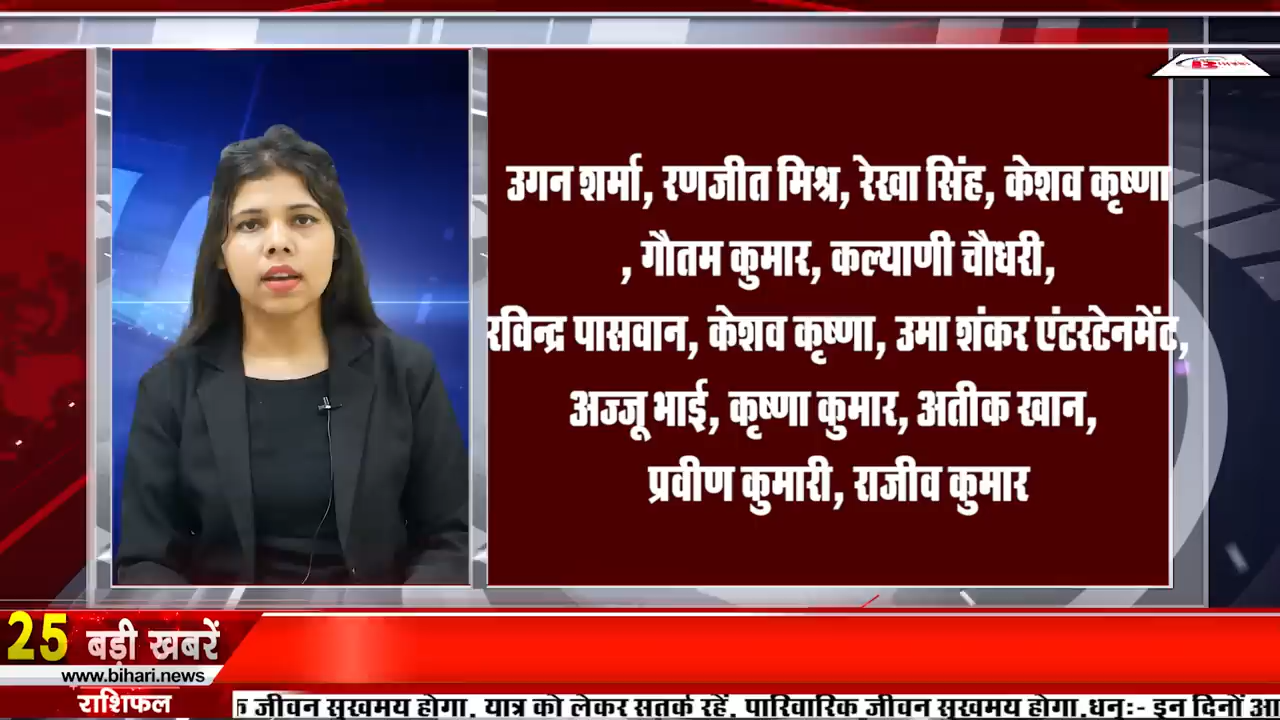 उगन शर्मा, रणजीत मिश्र, रेखा सिंह, केशव कृष्णा
, गौतम कुमार, कल्याणी चौधरी,
रविन्द्र पासवान, केशव कृष्णा, उमा शंकर एंटरटेनमेंट,
अज्जू भाई, कृष्णा कुमार, अतीक खान,
प्रवीण कुमारी, राजीव कुमार
25 बड़ी खबरें
www.bihari.news
राशिफल
जीवन सुखमय होगा, यात्रा को लेकर सतर्क रहें, पारिवारिक जीवन सुखमय होगा,धनु:- इन दिनों